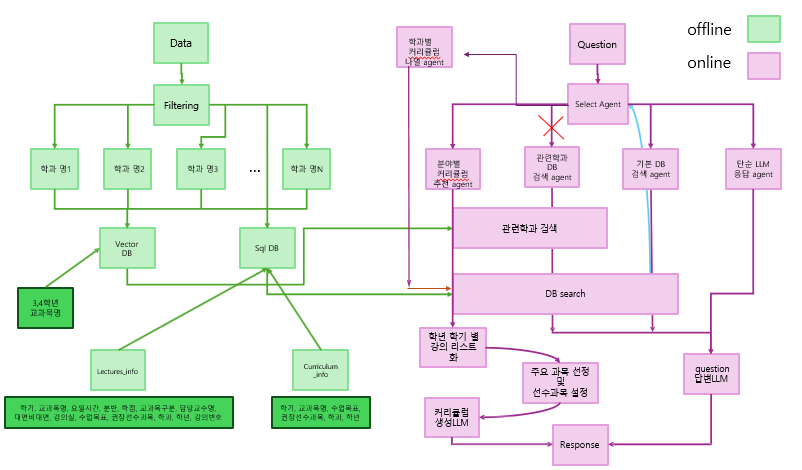 offline
online
Data
Filtering
학과 명1
학과 명2
학과 명3
...
학과 명N
Vector
DB
Sql DB
3,4학년
교과목명
Lectures_info
Curriculum
_info
학기, 교과목명, 요일시간, 분반, 학점, 교과목구분, 담당교수명,
대면비대면, 강의실, 수업목표, 권장선수과목, 학과, 학년, 강의번호
학기, 교과목명, 수업목표,
권장선수과목, 학과, 학년
학과별
커리큘럼
나열 agent
Question
Select Agent
분야별
커리큘럼
추천 agent
관련학과
DB
검색 agent
기본 DB
검색 agent
단순 LLM
응답 agent
관련학과 검색
DB search
학년 학기 별
강의 리스트
화
주요 과목 선정
및
선수과목 설정
question
답변LLM
커리큘럼
생성LLM
Response